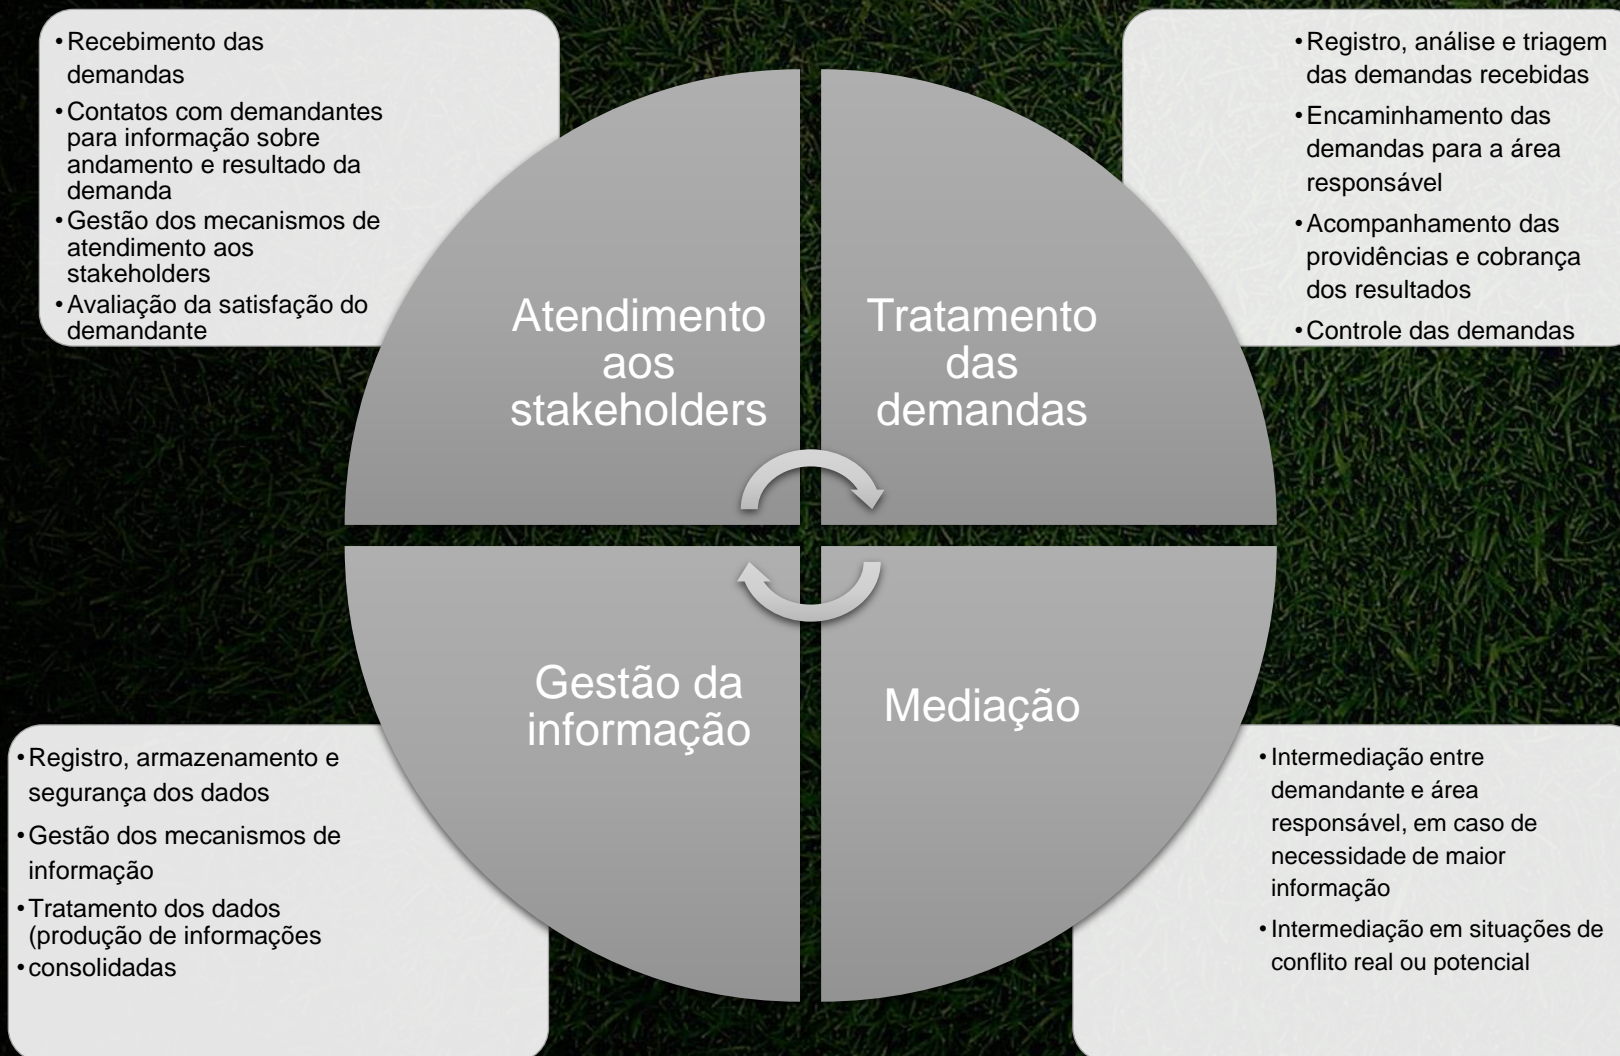 •Recebimento das
demandas
•Contatos com demandantes
para informação sobre
andamento e resultado da
demanda
•Gestão dos mecanismos de
atendimento aos
stakeholders
•Avaliação da satisfação do
demandante
•Registro, análise e triagem
das demandas recebidas
•Encaminhamento das
demandas para a área
responsável
•Acompanhamento das
providências e cobrança
dos resultados
•Controle das demandas
Atendimento
aos
stakeholders
Tratamento
das
demandas
Gestão da
informação
Mediação
•Registro, armazenamento e
segurança dos dados
•Gestão dos mecanismos de
informação
•Tratamento dos dados
(produção de informações
•consolidadas
•Intermediação entre
demandante e área
responsável, em caso de
necessidade de maior
informação
•Intermediação em situações de
conflito real ou potencial